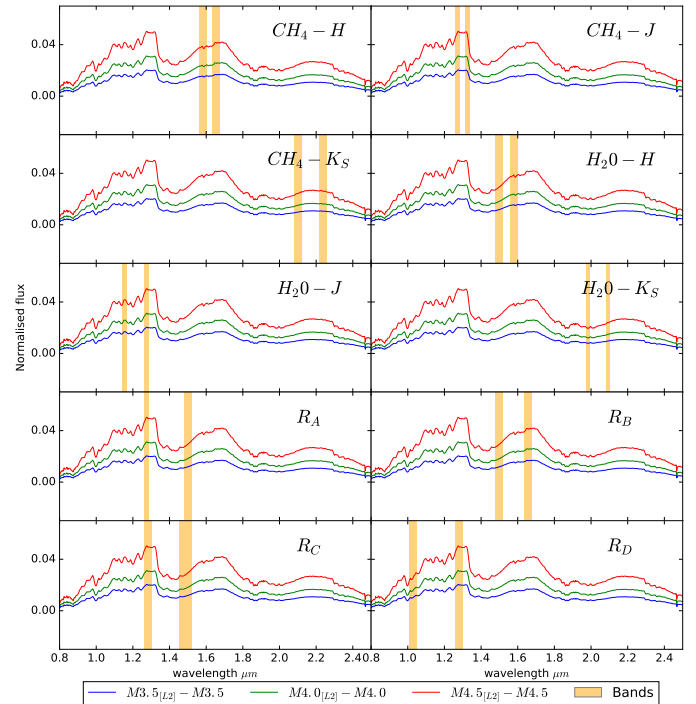 CH4 − H
CH4 − J
0.04
0.00
CH4 − KS
H20 − H
0.04
0.00
H20 − J
H20 − KS
0.04
0.00
Normalised flux
RA
RB
0.04
0.00
RC
RD
0.04
0.00
0.8 1.0 1.2 1.4 1.6 1.8 2.0 2.2 2.4 0.8 1.0 1.2 1.4 1.6 1.8 2.0 2.2 2.4
wavelength μm wavelength μm
M3.5[L2] − M3.5 M4.0[L2] − M4.0 M4.5[L2] − M4.5 Bands